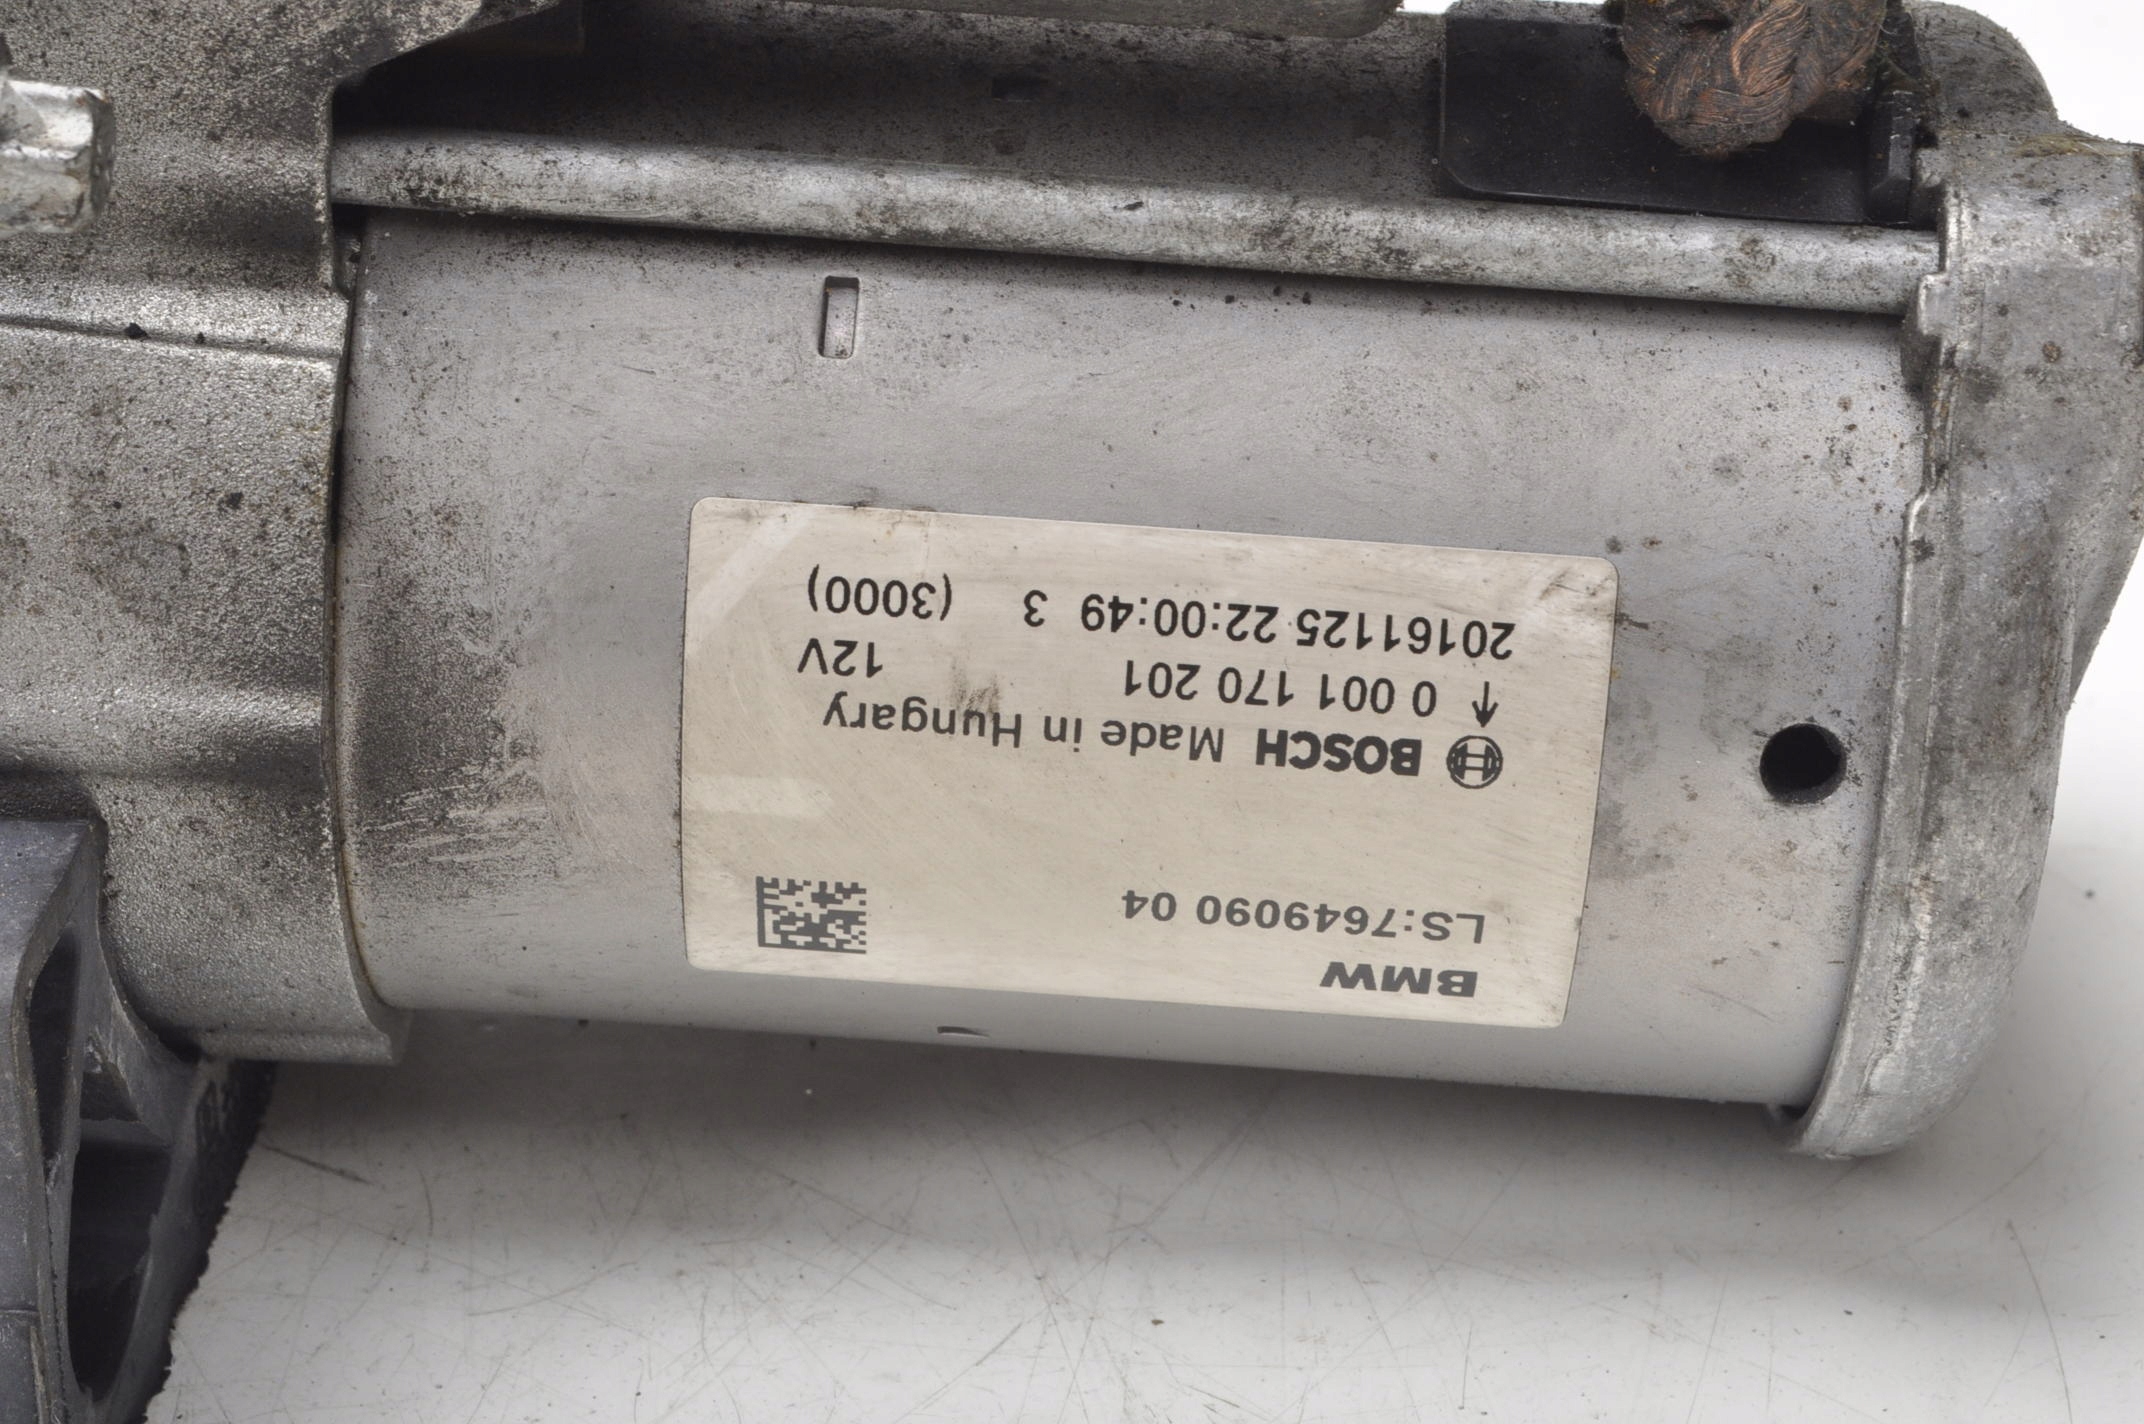 BMW
LS:7649090 04
BOSCH Made in Hungary
↑ 0 001 170 201 12V
20161125 22:00:49 3 (3000)